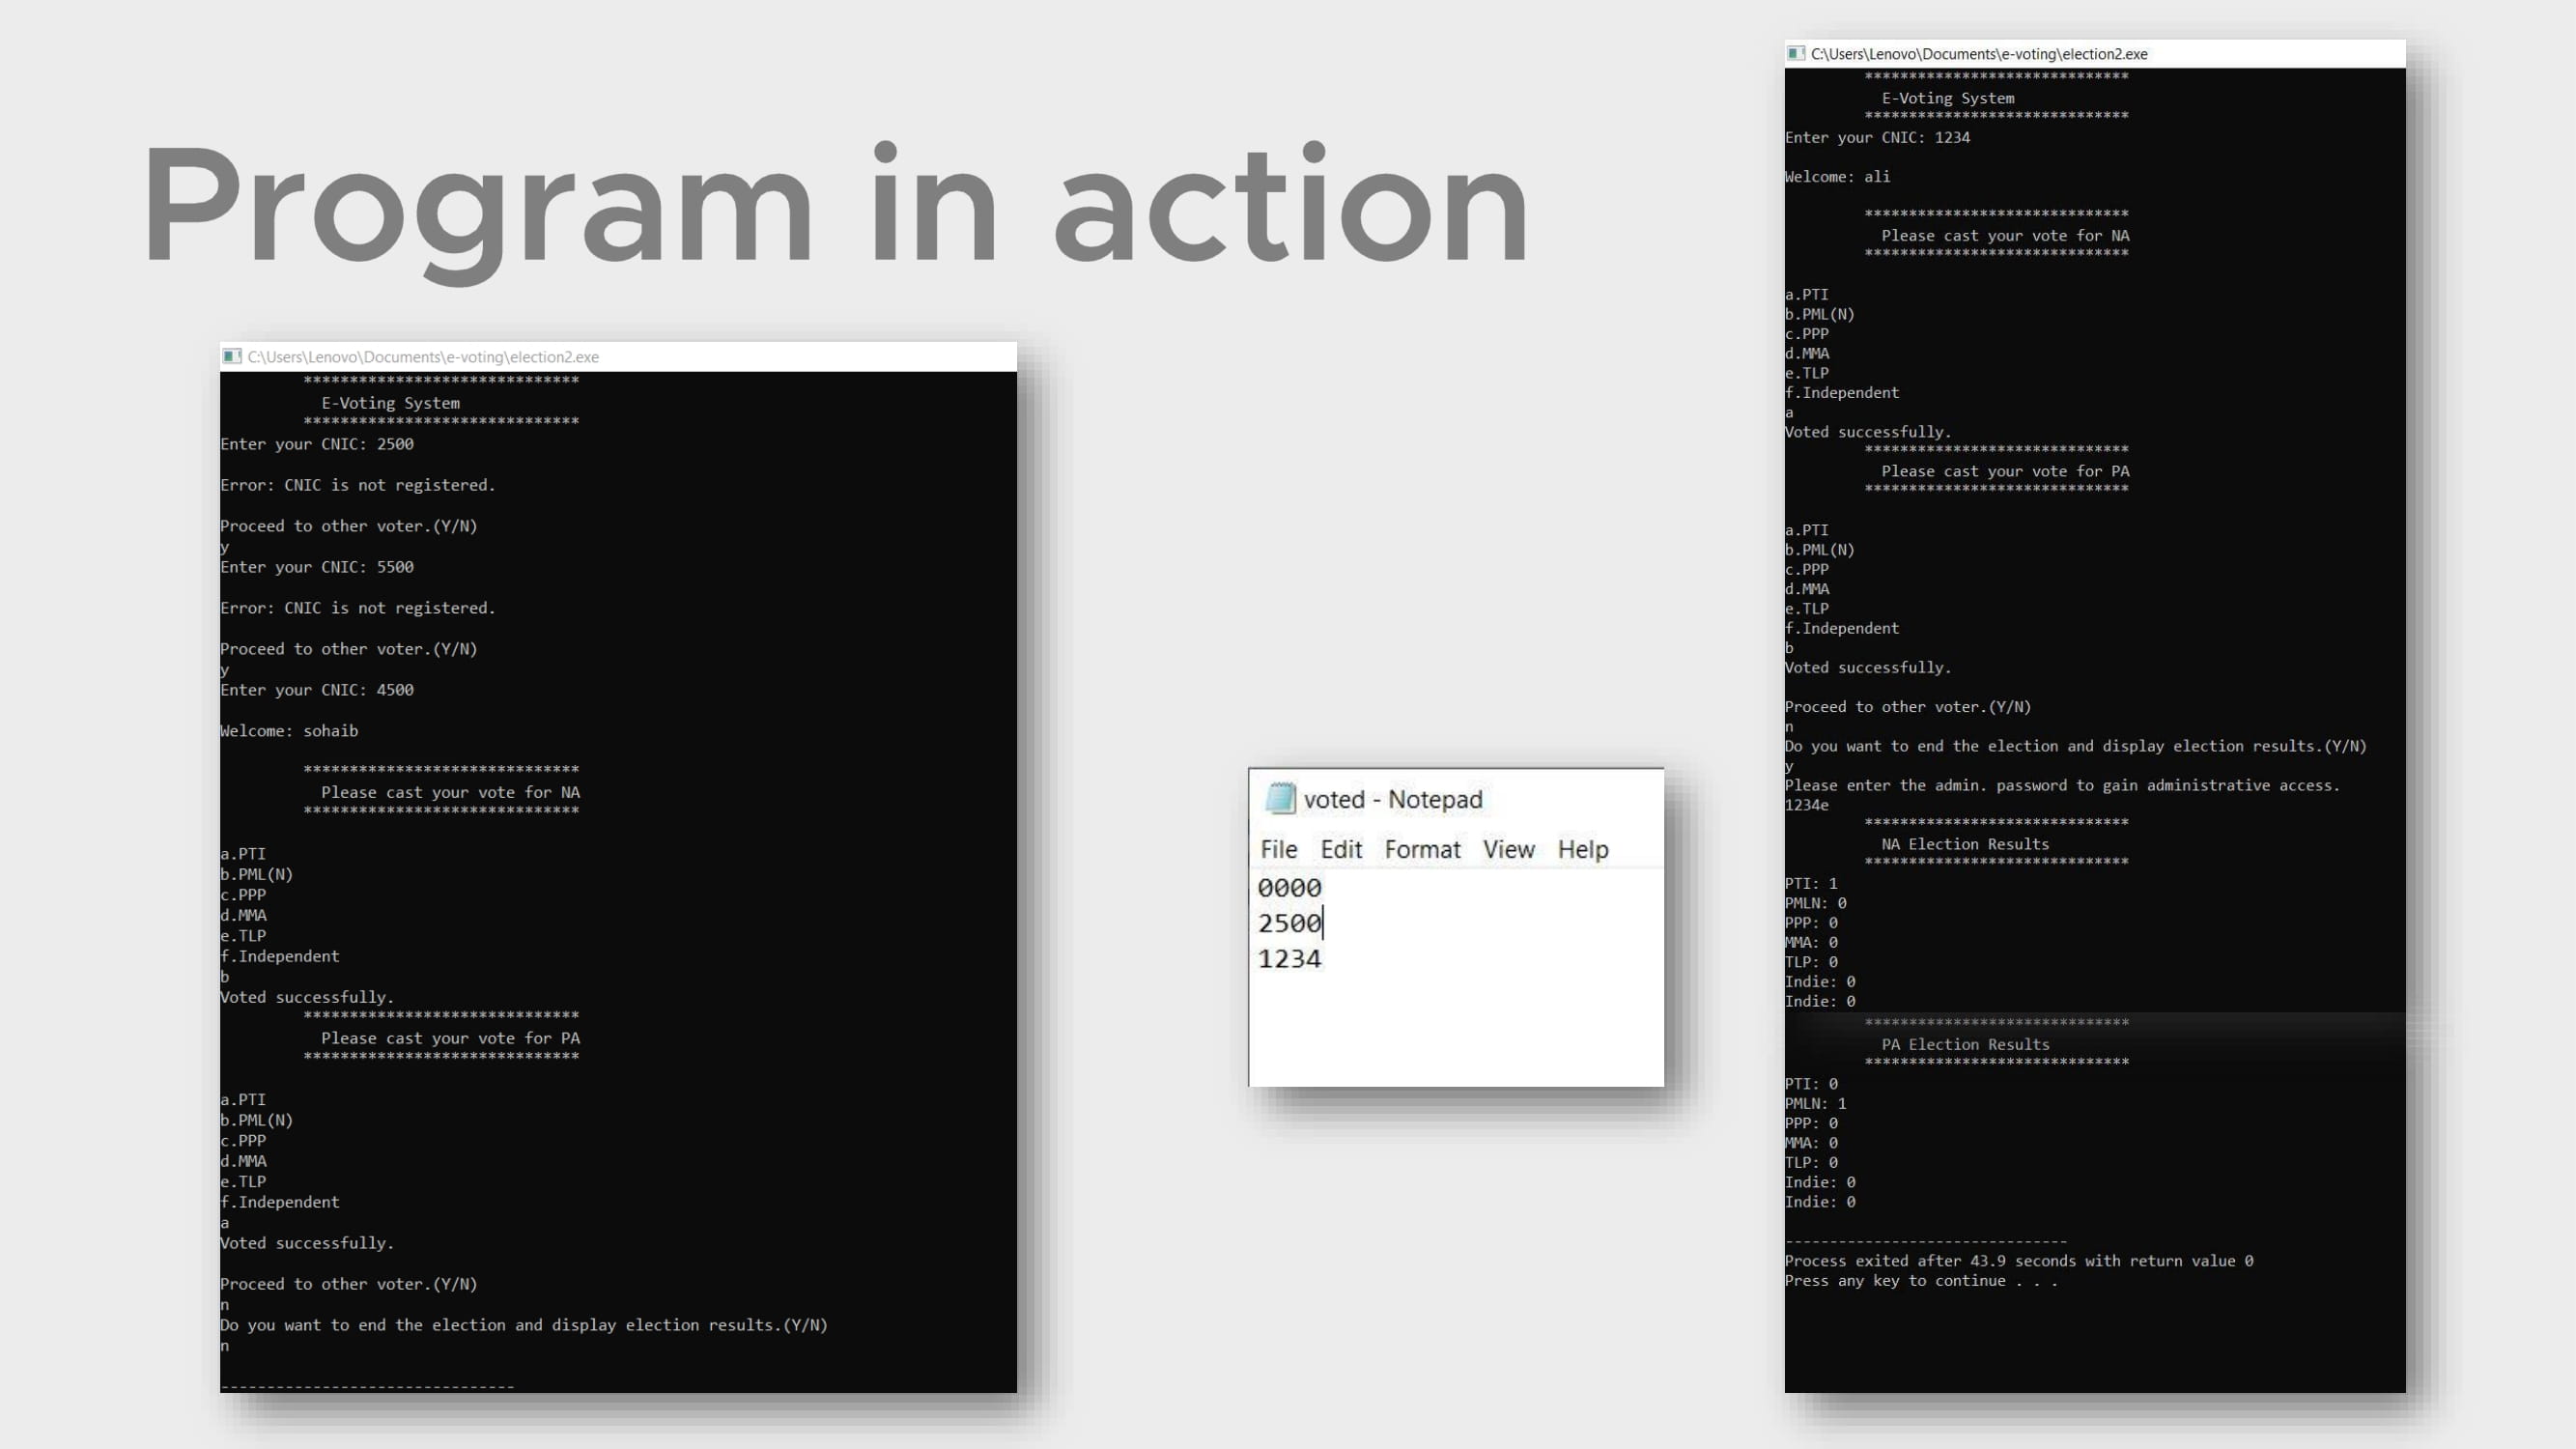 Program in action
C:\Users\Lenovo\Documents\e-voting\election2.exe
******************************
E-Voting System
******************************
Enter your CNIC: 2500
Error: CNIC is not registered.
Proceed to other voter.(Y/N)
y
Enter your CNIC: 5500
Error: CNIC is not registered.
Proceed to other voter.(Y/N)
y
Enter your CNIC: 4500
Welcome: sohaib
******************************
Please cast your vote for NA
******************************
a.PTI
b.PML(N)
c.PPP
d.MMA
e.TLP
f.Independent
b
Voted successfully.
******************************
Please cast your vote for PA
******************************
a.PTI
b.PML(N)
c.PPP
d.MMA
e.TLP
f.Independent
a
Voted successfully.
Proceed to other voter.(Y/N)
n
Do you want to end the election and display election results.(Y/N)
n
--------------------------------
voted - Notepad
File Edit Format View Help
0000
2500
1234
C:\Users\Lenovo\Documents\e-voting\election2.exe
******************************
E-Voting System
******************************
Enter your CNIC: 1234
Welcome: ali
******************************
Please cast your vote for NA
******************************
a.PTI
b.PML(N)
c.PPP
d.MMA
e.TLP
f.Independent
a
Voted successfully.
******************************
Please cast your vote for PA
******************************
a.PTI
b.PML(N)
c.PPP
d.MMA
e.TLP
f.Independent
b
Voted successfully.
Proceed to other voter.(Y/N)
n
Do you want to end the election and display election results.(Y/N)
y
Please enter the admin. password to gain administrative access.
1234e
******************************
NA Election Results
******************************
PTI: 1
PMLN: 0
PPP: 0
MMA: 0
TLP: 0
Indie: 0
Indie: 0
******************************
PA Election Results
******************************
PTI: 0
PMLN: 1
PPP: 0
MMA: 0
TLP: 0
Indie: 0
Indie: 0
--------------------------------
Process exited after 43.9 seconds with return value 0
Press any key to continue . . .